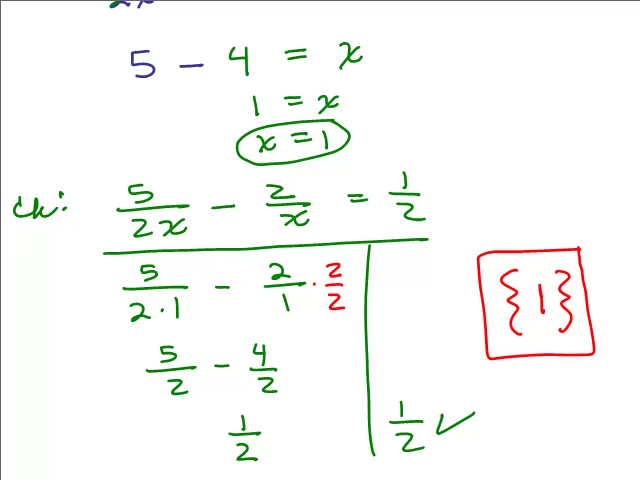 5 - 4 = x
1 = x
x = 1
ck: 5/2x - 2/x = 1/2
5/2·1 - 2/1 · 2/2
{1}
5/2 - 4/2
1/2 1/2 ✓